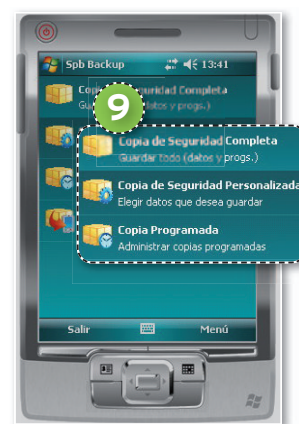 Spb Backup 13:41
Copia de Seguridad Completa
Guardar todo (datos y progs.)
9
Copia de Seguridad Completa
Guardar todo (datos y progs.)
Copia de Seguridad Personalizada
Elegir datos que desea guardar
Copia Programada
Administrar copias programadas
Salir Menú